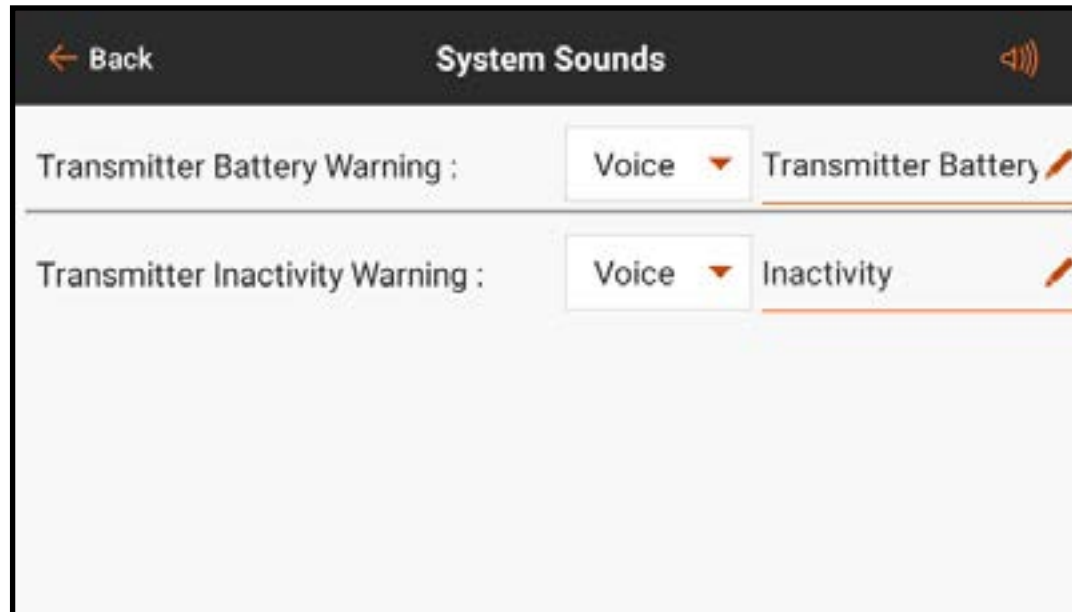 Back System Sounds
Transmitter Battery Warning : Voice Transmitter Battery
Transmitter Inactivity Warning : Voice Inactivity